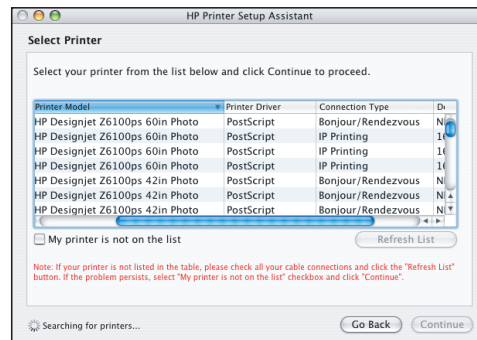 HP Printer Setup Assistant
Select Printer
Select your printer from the list below and click Continue to proceed.
Printer Model Printer Driver Connection Type
HP Designjet Z6100ps 60in Photo PostScript Bonjour/Rendezvous
HP Designjet Z6100ps 60in Photo PostScript IP Printing
HP Designjet Z6100ps 60in Photo PostScript IP Printing
HP Designjet Z6100ps 60in Photo PostScript IP Printing
HP Designjet Z6100ps 42in Photo PostScript Bonjour/Rendezvous
HP Designjet Z6100ps 42in Photo PostScript Bonjour/Rendezvous
HP Designjet Z6100ps 42in Photo PostScript Bonjour/Rendezvous
My printer is not on the list Refresh List
Note: If your printer is not listed in the table, please check all your cable connections and click the "Refresh List"
button. If the problem persists, select "My printer is not on the list" checkbox and click "Continue".
Searching for printers... Go Back Continue